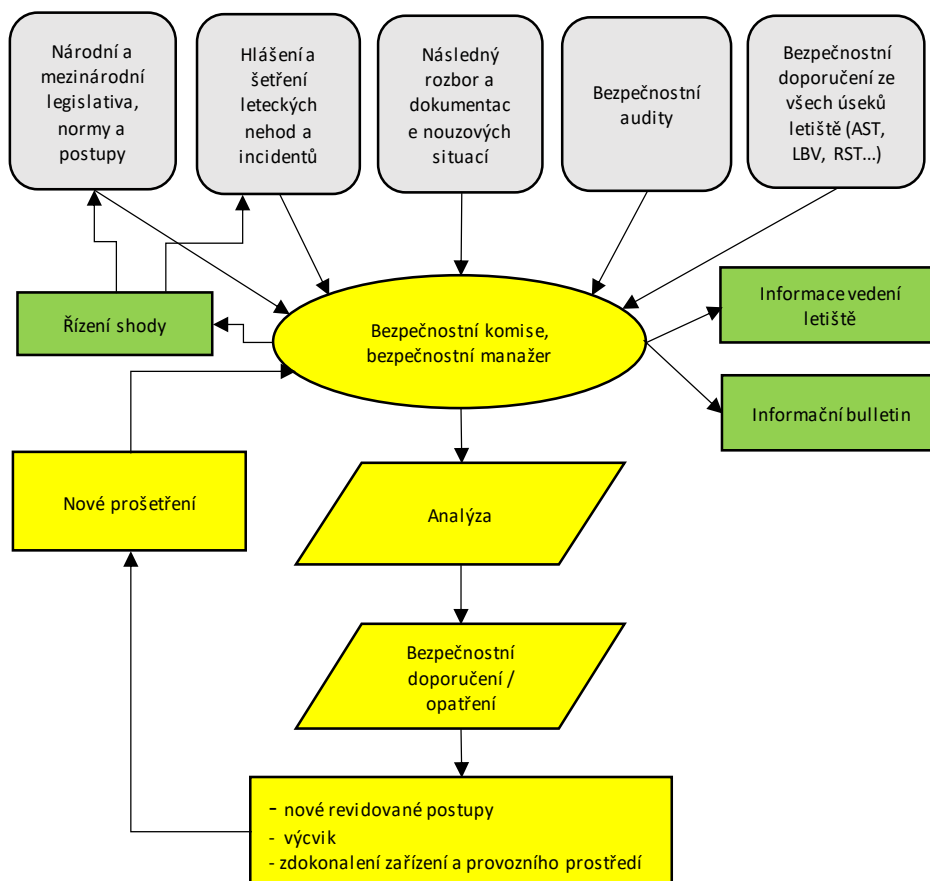 Národní a
mezinárodní
legislativa,
normy a
postupy
Hlášení a
šetření
leteckých
nehod a
incidentů
Následný
rozbor a
dokumentac
e nouzových
situací
Bezpečnostní
audity
Bezpečnostní
doporučení ze
všech úseků
letiště (AST,
LBV, RST...)
Řízení shody
Bezpečnostní komise,
bezpečnostní manažer
Informace vedení
letiště
Informační bulletin
Nové prošetření
Analýza
Bezpečnostní
doporučení /
opatření
- nové revidované postupy
- výcvik
- zdokonalení zařízení a provozního prostředí